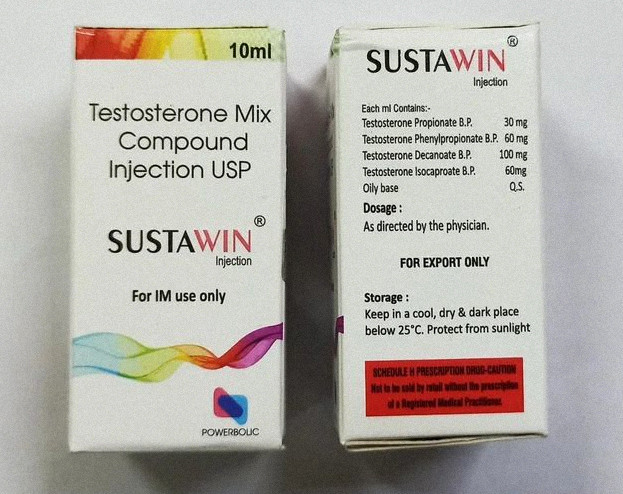 10ml
Testosterone Mix
Compound
Injection USP
SUSTAWIN®
Injection
For IM use only
POWERBOLIC
SUSTAWIN®
Injection
Each ml Contains:-
Testosterone Propionate B.P. 30 mg
Testosterone Phenylpropionate B.P. 60 mg
Testosterone Decanoate B.P. 100 mg
Testosterone Isocaproate B.P. 60mg
Oily base Q.S.
Dosage :
As directed by the physician.
FOR EXPORT ONLY
Storage :
Keep in a cool, dry & dark place
below 25°C. Protect from sunlight
SCHEDULE H PRESCRIPTION DRUG-CAUTION
Not to be sold by retail without the prescription
of a Registered Medical Practitioner.